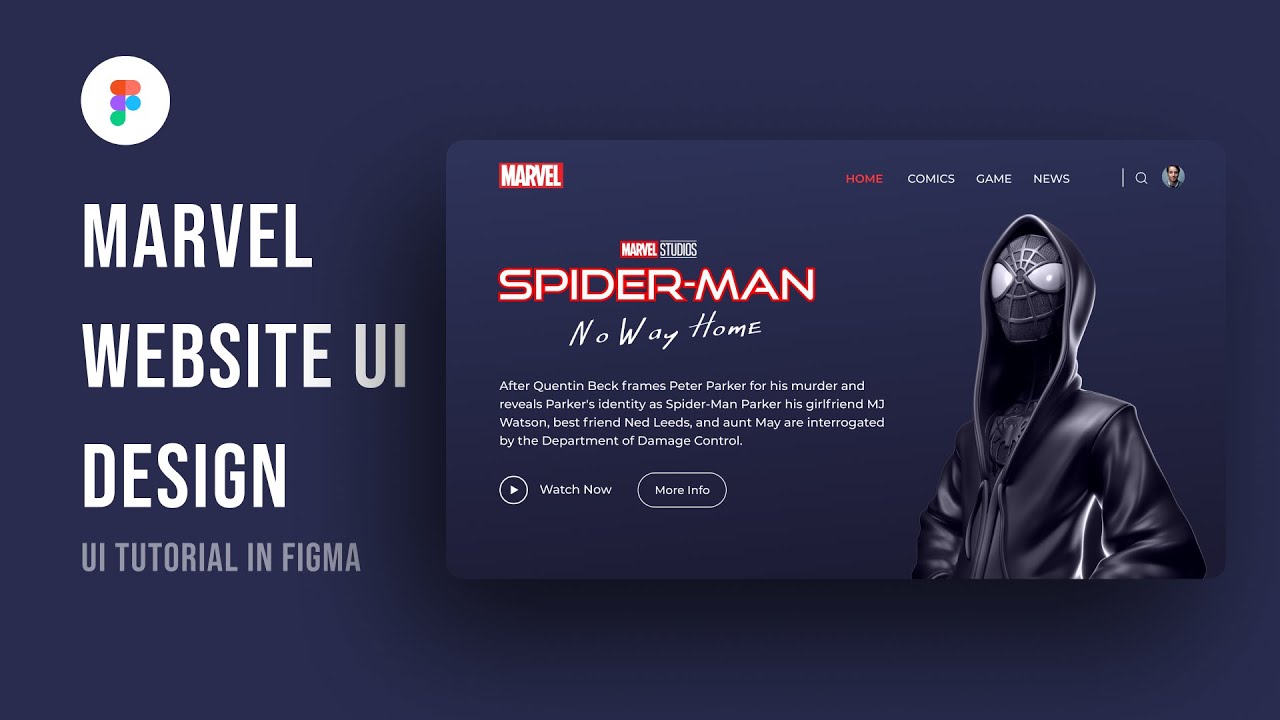 MARVEL
WEBSITE UI
DESIGN
UI TUTORIAL IN FIGMA
MARVEL
HOME COMICS GAME NEWS
MARVEL STUDIOS
SPIDER-MAN
No Way Home
After Quentin Beck frames Peter Parker for his murder and
reveals Parker's identity as Spider-Man Parker his girlfriend MJ
Watson, best friend Ned Leeds, and aunt May are interrogated
by the Department of Damage Control.
Watch Now More Info